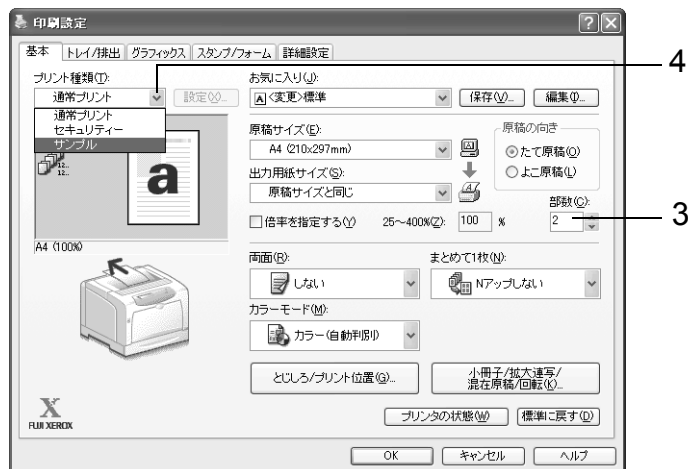 印刷設定
基本 トレイ/排出 グラフィックス スタンプ/フォーム 詳細設定
4
プリント種類(T):
通常プリント 設定(X)...
通常プリント
セキュリティー
サンプル
12..
12..
a
A4 (100%)
お気に入り(J):
A <変更>標準 保存(V)... 編集(I)...
原稿サイズ(E):
A4 (210x297mm)
出力用紙サイズ(S):
原稿サイズと同じ
原稿の向き
たて原稿(O)
よこ原稿(L)
倍率を指定する(Y) 25～400%(Z): 100 %
部数(C):
2
3
両面(R):
しない
まとめて1枚(N):
Nアップしない
カラーモード(M):
カラー(自動判別)
とじしろ/プリント位置(G)...
小冊子/拡大連写/
混在原稿/回転(K)...
X
FUJI XEROX
プリンタの状態(W) 標準に戻す(D)
OK キャンセル ヘルプ